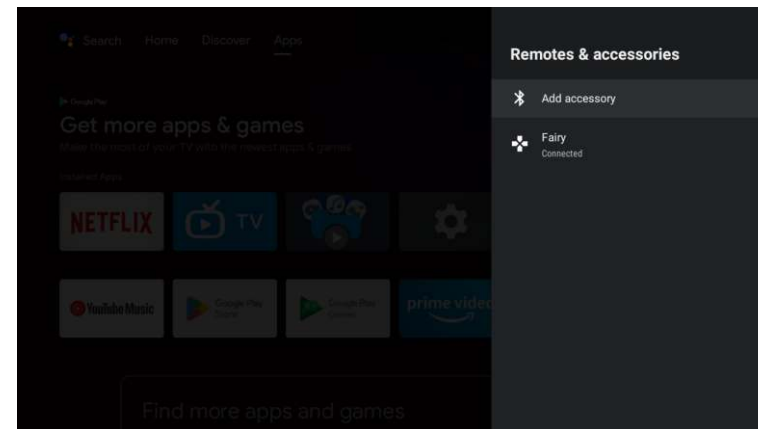 Search Home Discover Apps
Google Play
Get more apps & games
Make the most of your TV with the newest apps & games
NETFLIX
TV
YouTube Music
Google Play
Google Play
Games
prime video
Find more apps and games
Remotes & accessories
Add accessory
Fairy
Connected